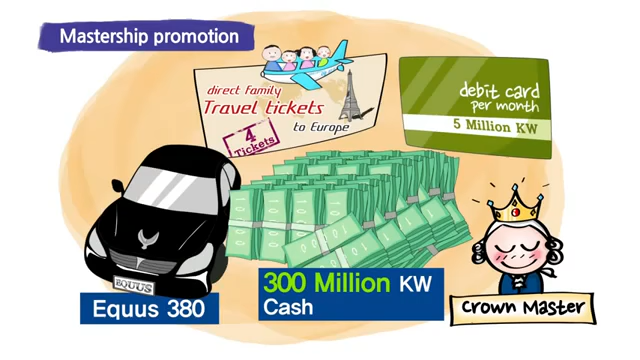 Mastership promotion
direct family
Travel tickets
to Europe
4
Tickets
debit card
per month
5 Million KW
EQUUS
Equus 380
300 Million KW
Cash
Crown Master